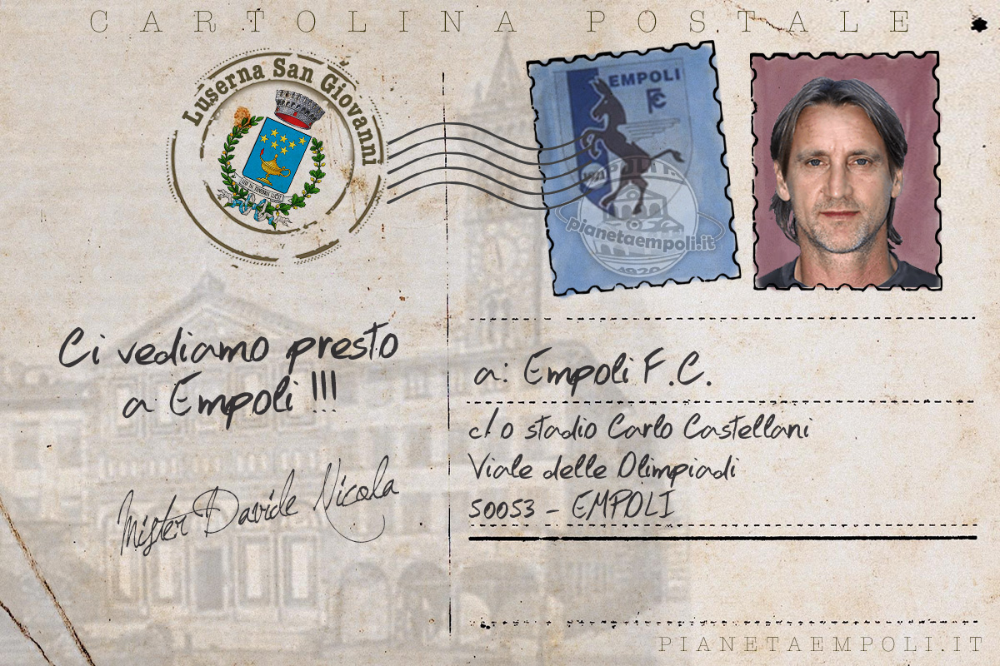 CARTOLINA POSTALE
Luserna San Giovanni
EMPOLI
FC
pianetaempoli.it
1920
Ci vediamo presto
a Empoli !!!
Mister Davide Nicola
a: Empoli F.C.
c/o stadio Carlo Castellani
Viale delle Olimpiadi
50053 - EMPOLI
PIANETAEMPOLI.IT